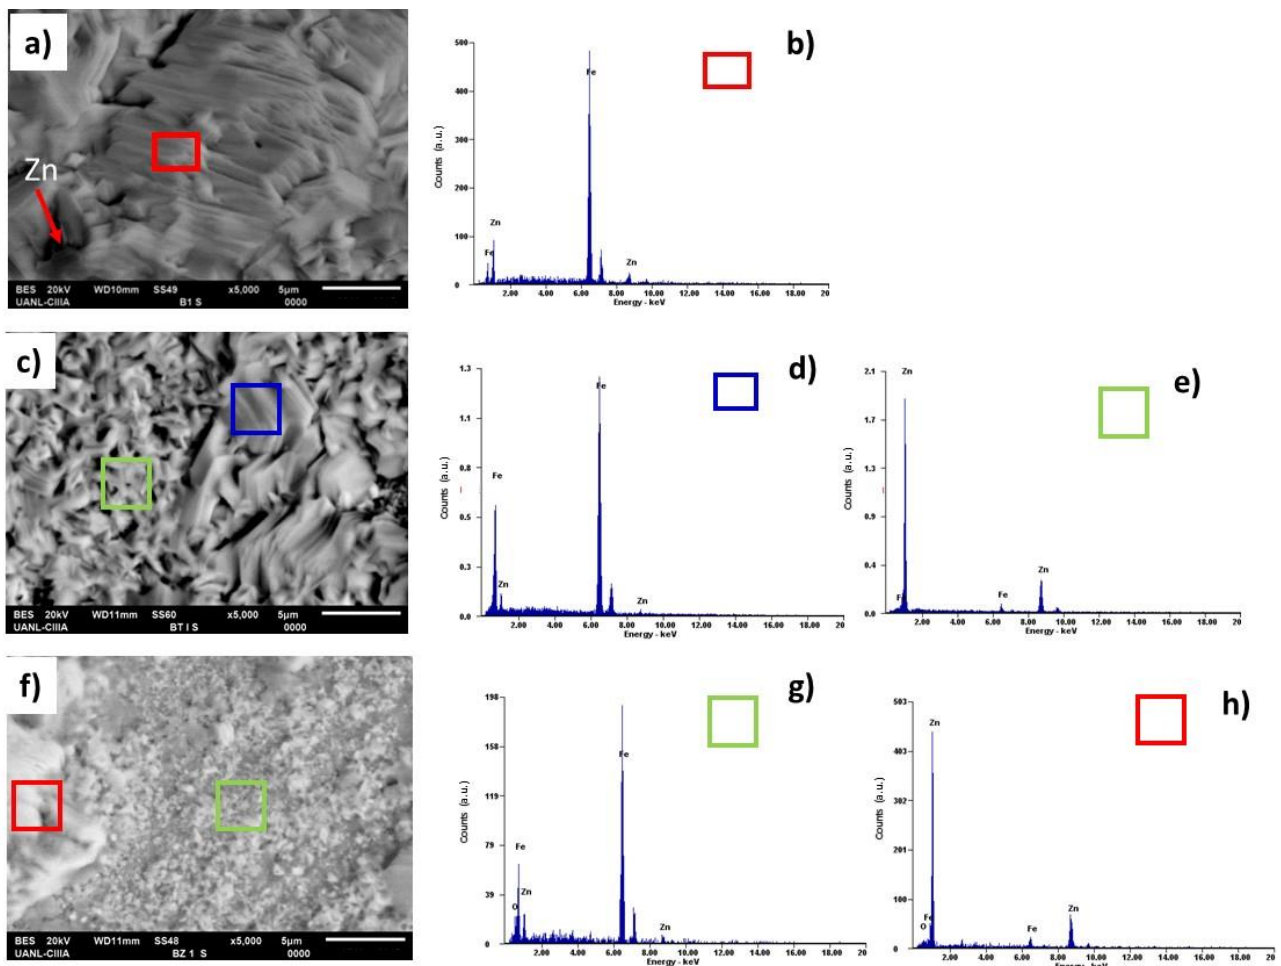 a)
Zn
BES 20kV WD10mm SS49 x5,000 5µm
UANL-CIIIA B1 S 0000
b)
Counts (a.u.)
500
400
300
200
100
0
Fe
Zn
Fe
Zn
2.00 4.00 6.00 8.00 10.00 12.00 14.00 16.00 18.00 20
Energy - keV
c)
BES 20kV WD11mm SS60 x5,000 5µm
UANL-CIIIA BT I S 0000
d)
Counts (a.u.)
1.3
1.1
0.8
0.5
0.3
0.0
Fe
Fe
Zn
Zn
2.00 4.00 6.00 8.00 10.00 12.00 14.00 16.00 18.00 20
Energy - keV
e)
Counts (a.u.)
2.1
1.7
1.3
0.9
0.4
0.0
Zn
Zn
Fe
2.00 4.00 6.00 8.00 10.00 12.00 14.00 16.00 18.00 20
Energy - keV
f)
BES 20kV WD11mm SS48 x5,000 5µm
UANL-CIIIA BZ 1 S 0000
g)
Counts (a.u.)
198
158
119
79
39
0
Fe
Fe
Zn
O
Zn
2.00 4.00 6.00 8.00 10.00 12.00 14.00 16.00 18.00 20
Energy - keV
h)
Counts (a.u.)
503
403
302
201
100
0
Zn
Zn
Fe
O
Fe
2.00 4.00 6.00 8.00 10.00 12.00 14.00 16.00 18.00 20
Energy - keV